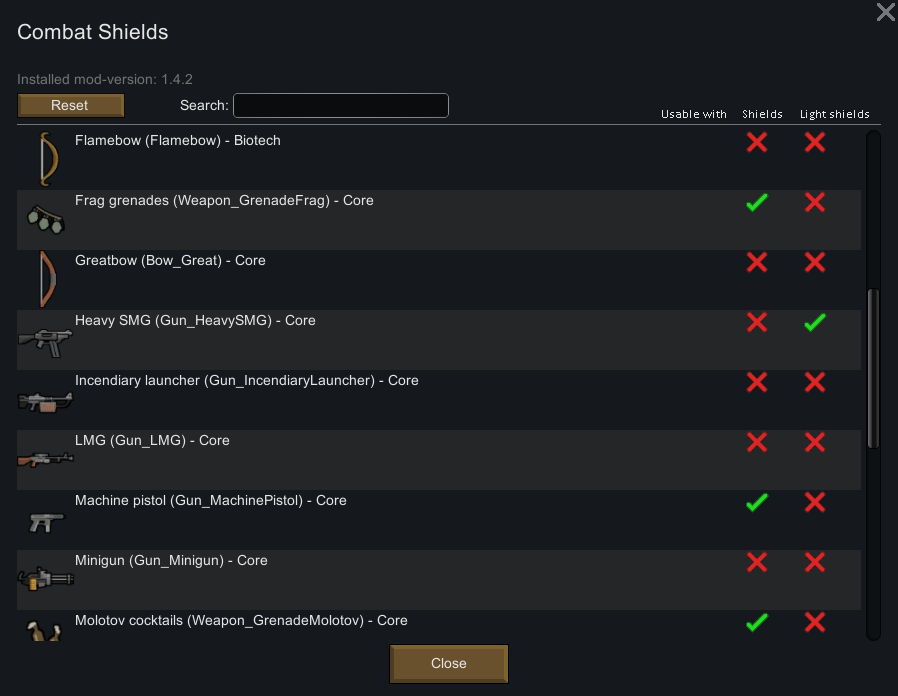 Combat Shields
Installed mod-version: 1.4.2
Reset Search:
Usable with Shields Light shields
Flamebow (Flamebow) - Biotech
Frag grenades (Weapon_GrenadeFrag) - Core
Greatbow (Bow_Great) - Core
Heavy SMG (Gun_HeavySMG) - Core
Incendiary launcher (Gun_IncendiaryLauncher) - Core
LMG (Gun_LMG) - Core
Machine pistol (Gun_MachinePistol) - Core
Minigun (Gun_Minigun) - Core
Molotov cocktails (Weapon_GrenadeMolotov) - Core
Close